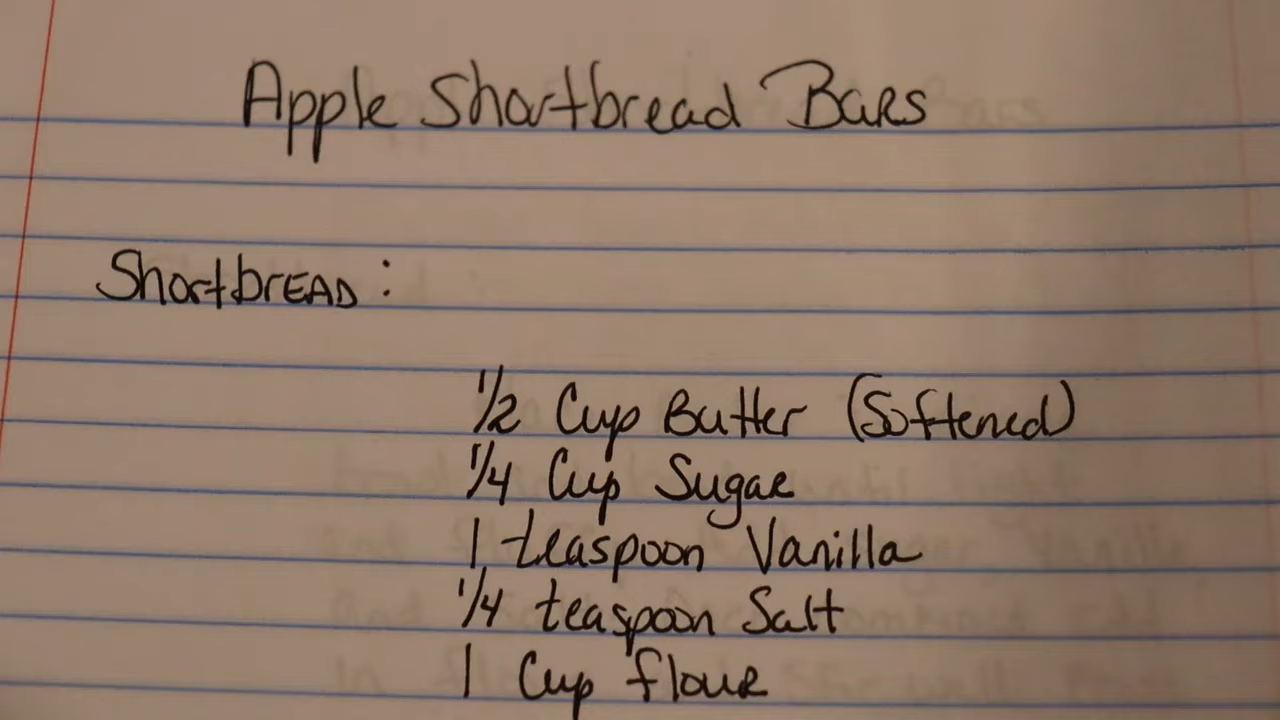 Apple Shortbread Bars
Shortbread:
1/2 Cup Butter (Softened)
1/4 Cup Sugar
1 teaspoon Vanilla
1/4 teaspoon Salt
1 Cup flour